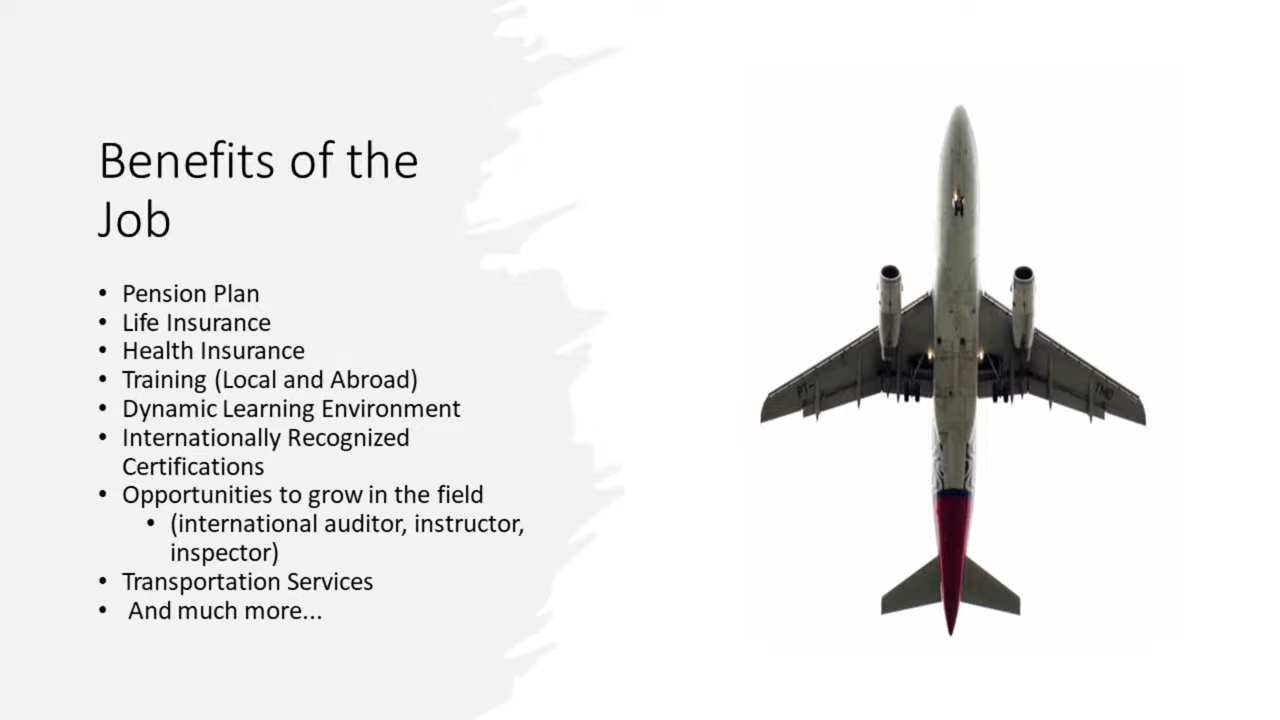 Benefits of the
Job
• Pension Plan
• Life Insurance
• Health Insurance
• Training (Local and Abroad)
• Dynamic Learning Environment
• Internationally Recognized
Certifications
• Opportunities to grow in the field
• (international auditor, instructor,
inspector)
• Transportation Services
• And much more...
PT-